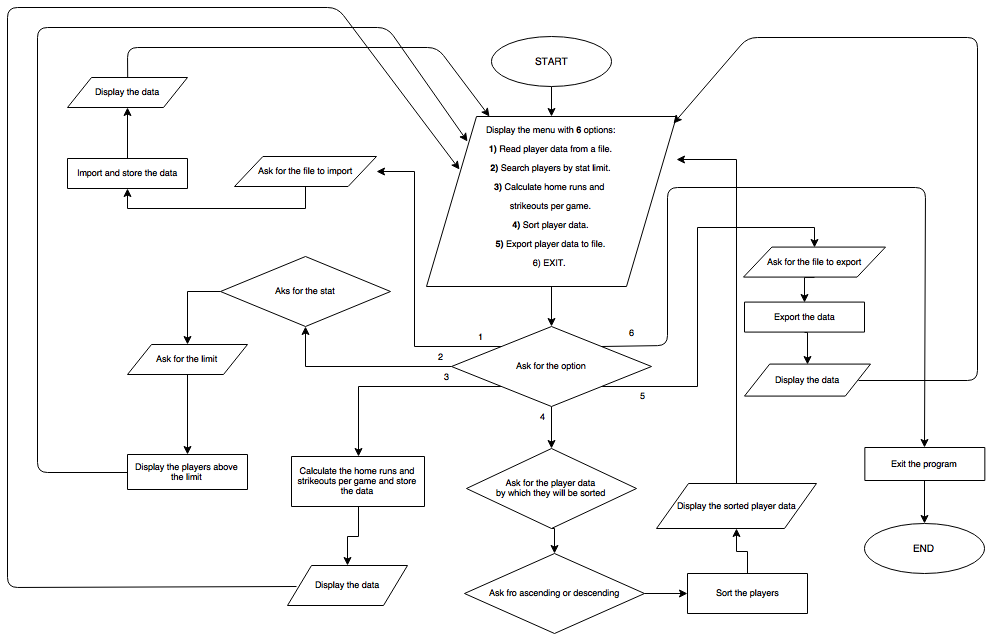 START
Display the menu with 6 options:
1) Read player data from a file.
2) Search players by stat limit.
3) Calculate home runs and
strikeouts per game.
4) Sort player data.
5) Export player data to file.
6) EXIT.
Display the data
Import and store the data
Ask for the file to import
Aks for the stat
Ask for the limit
Display the players above
the limit
1
2
3
4
5
6
Ask for the option
Calculate the home runs and
strikeouts per game and store
the data
Display the data
Ask for the player data
by which they will be sorted
Ask fro ascending or descending
Sort the players
Display the sorted player data
Ask for the file to export
Export the data
Display the data
Exit the program
END